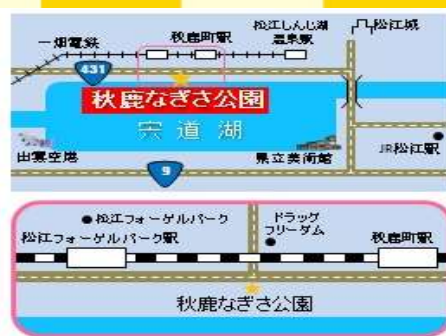 一畑電鉄
秋鹿町駅
松江しんじ湖
温泉駅
松江城
431
秋鹿なぎさ公園
宍道湖
出雲空港
9
県立美術館
JR松江駅
●松江フォーゲルパーク
松江フォーゲルパーク駅
ドラッグ
フリーダム
秋鹿町駅
秋鹿なぎさ公園